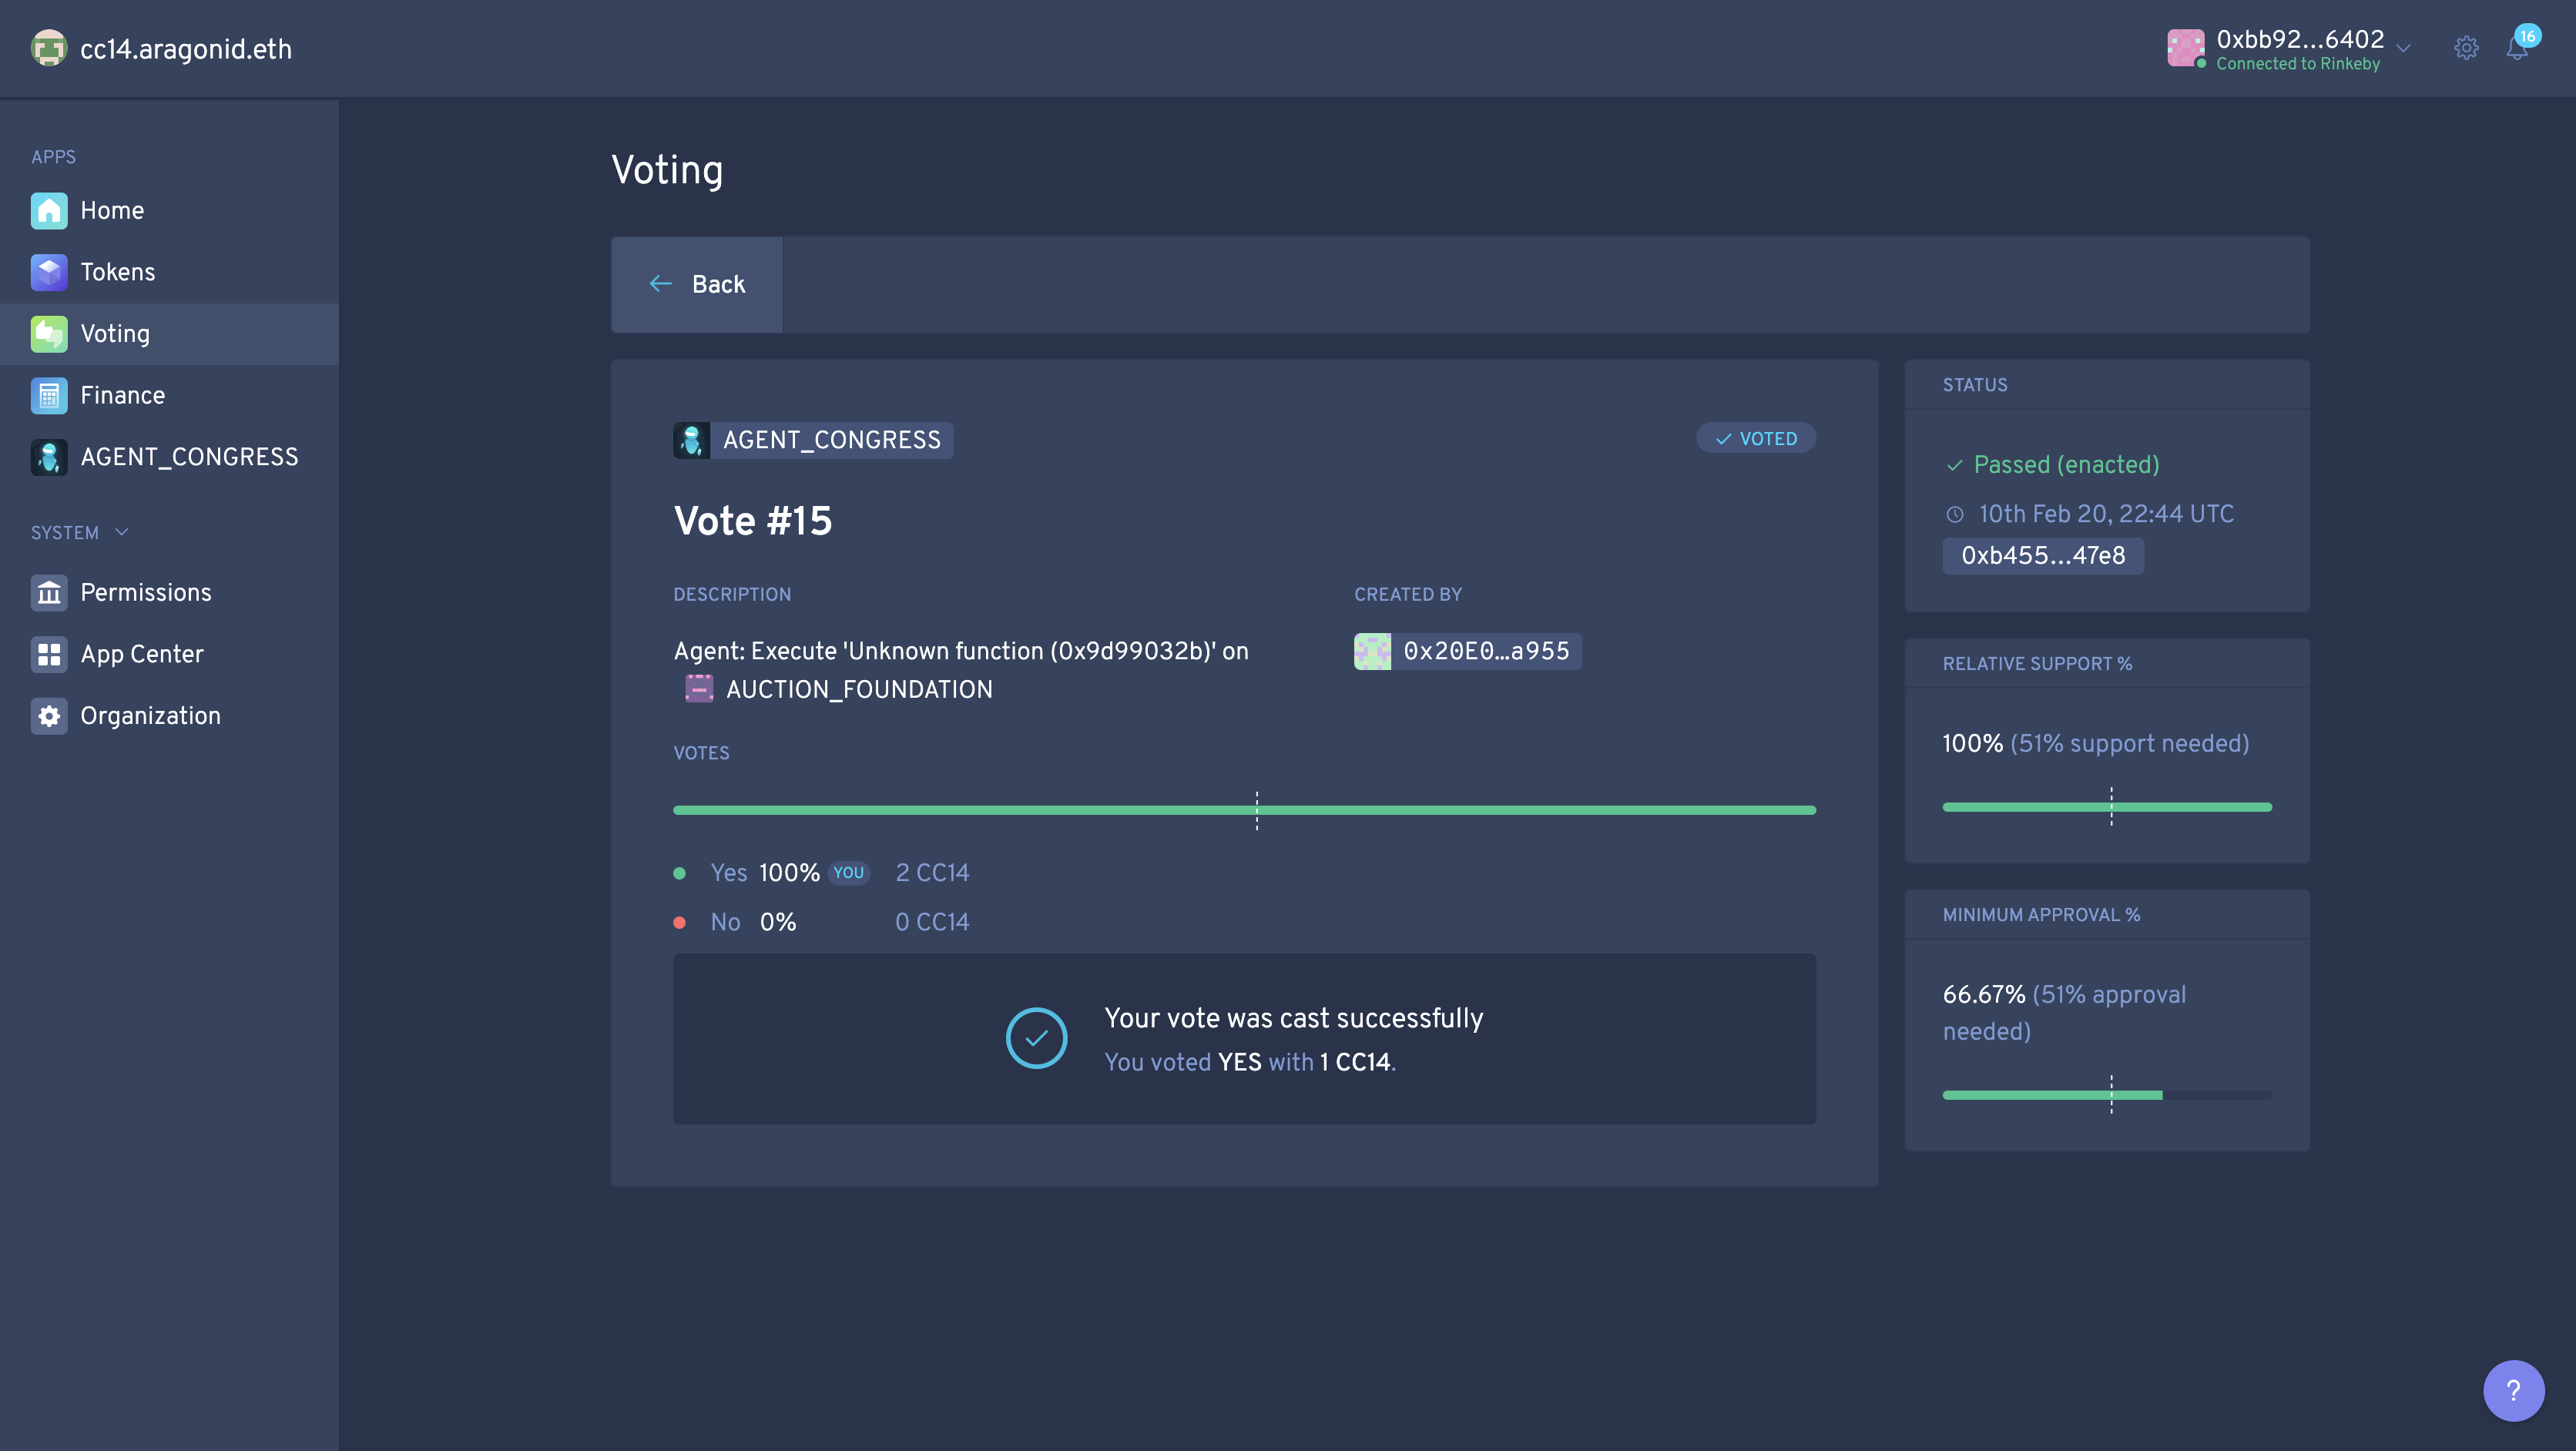 cc14.aragonid.eth
0xbb92...6402
Connected to Rinkeby
16
APPS
Home
Tokens
Voting
Finance
AGENT_CONGRESS
SYSTEM
Permissions
App Center
Organization
Voting
Back
AGENT_CONGRESS
VOTED
Vote #15
DESCRIPTION
Agent: Execute 'Unknown function (0x9d99032b)' on
AUCTION_FOUNDATION
CREATED BY
0x20E0…a955
VOTES
Yes 100% YOU 2 CC14
No 0% 0 CC14
Your vote was cast successfully
You voted YES with 1 CC14.
STATUS
Passed (enacted)
10th Feb 20, 22:44 UTC
0xb455...47e8
RELATIVE SUPPORT %
100% (51% support needed)
MINIMUM APPROVAL %
66.67% (51% approval
needed)
?